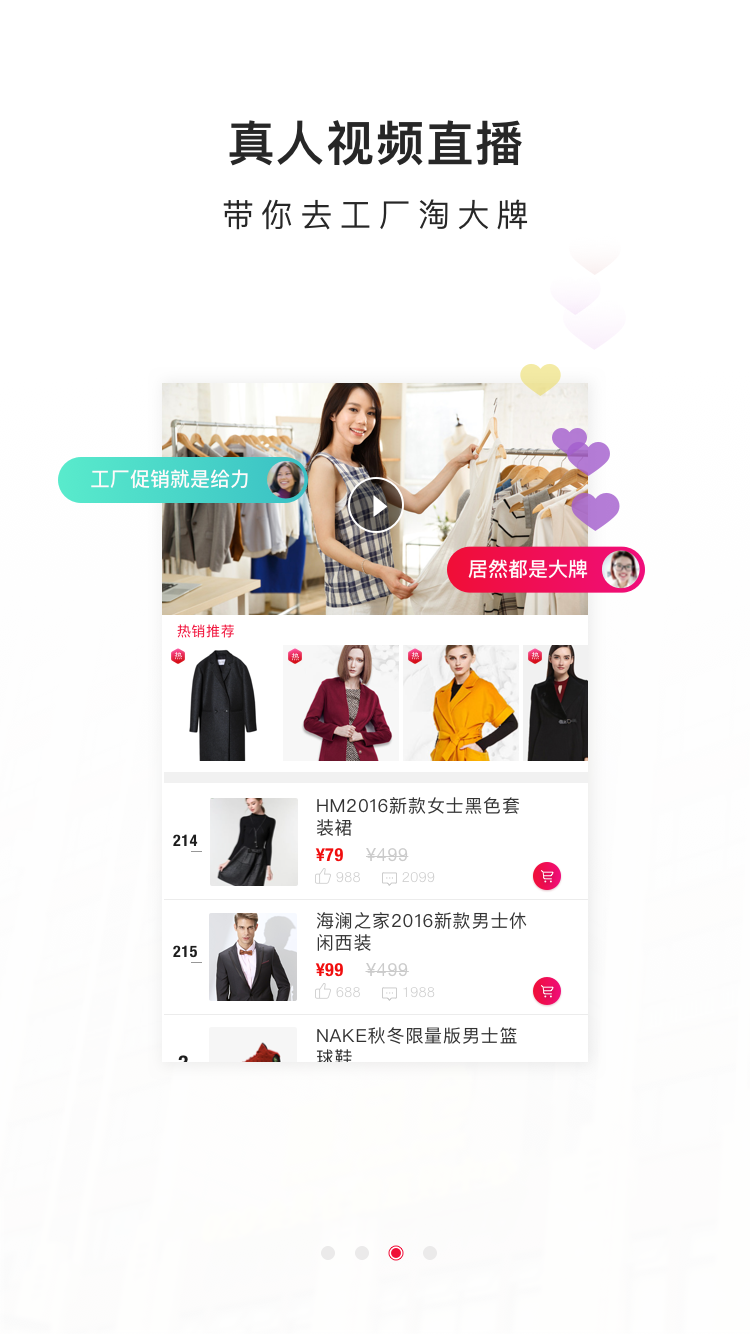 真人视频直播
带你去工厂淘大牌
工厂促销就是给力
居然都是大牌
热销推荐
热 热 热 热
HM2016新款女士黑色套
装裙
214
¥79 ¥499
988 2099
海澜之家2016新款男士休
闲西装
215
¥99 ¥499
688 1988
NAKE秋冬限量版男士篮
球鞋